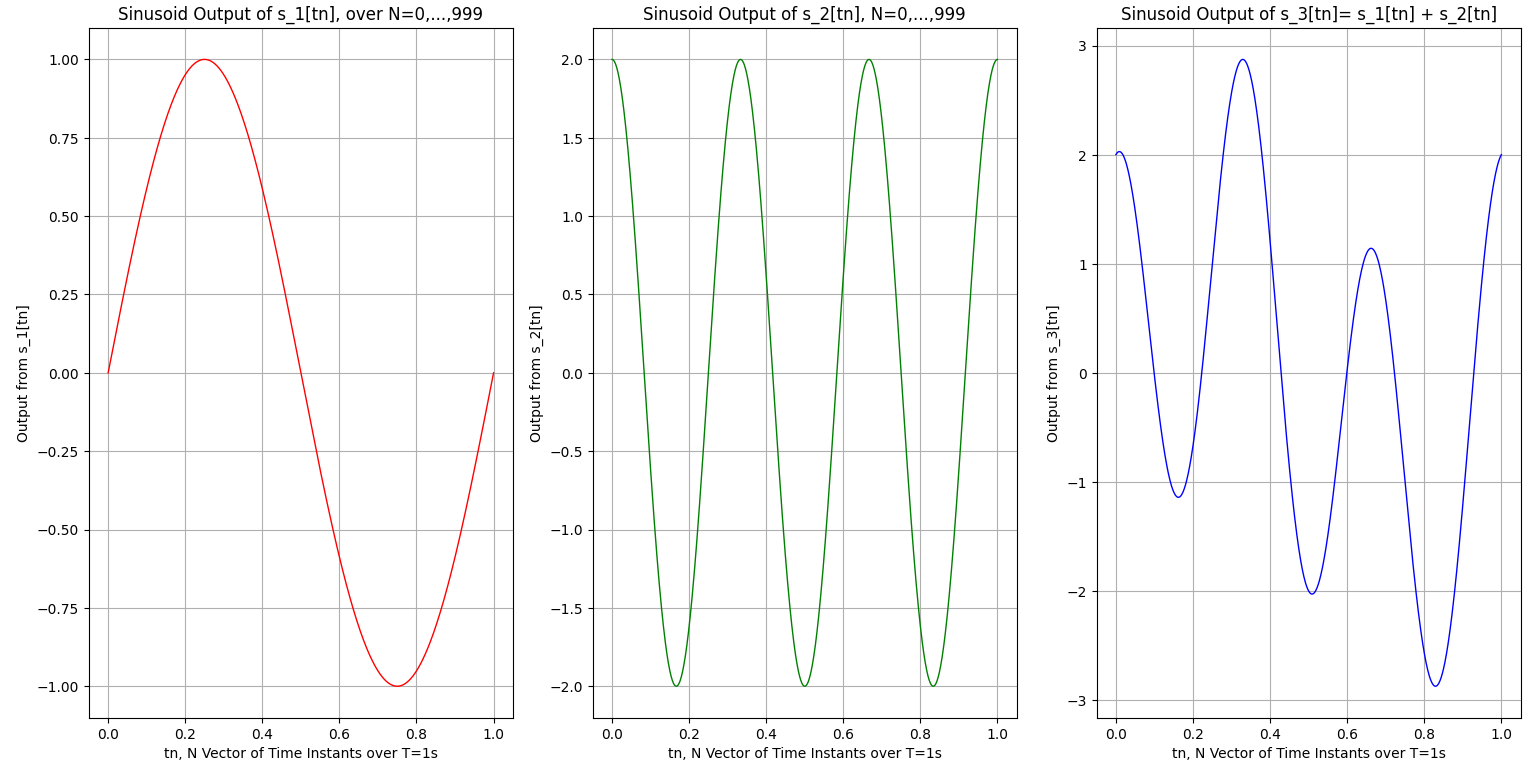 Sinusoid Output of s_1[tn], over N=0,...,999
1.00
0.75
0.50
0.25
0.00
−0.25
−0.50
−0.75
−1.00
0.0 0.2 0.4 0.6 0.8 1.0
Output from s_1[tn]
tn, N Vector of Time Instants over T=1s
Sinusoid Output of s_2[tn], N=0,...,999
2.0
1.5
1.0
0.5
0.0
−0.5
−1.0
−1.5
−2.0
0.0 0.2 0.4 0.6 0.8 1.0
Output from s_2[tn]
tn, N Vector of Time Instants over T=1s
Sinusoid Output of s_3[tn]= s_1[tn] + s_2[tn]
3
2
1
0
−1
−2
−3
0.0 0.2 0.4 0.6 0.8 1.0
Output from s_3[tn]
tn, N Vector of Time Instants over T=1s